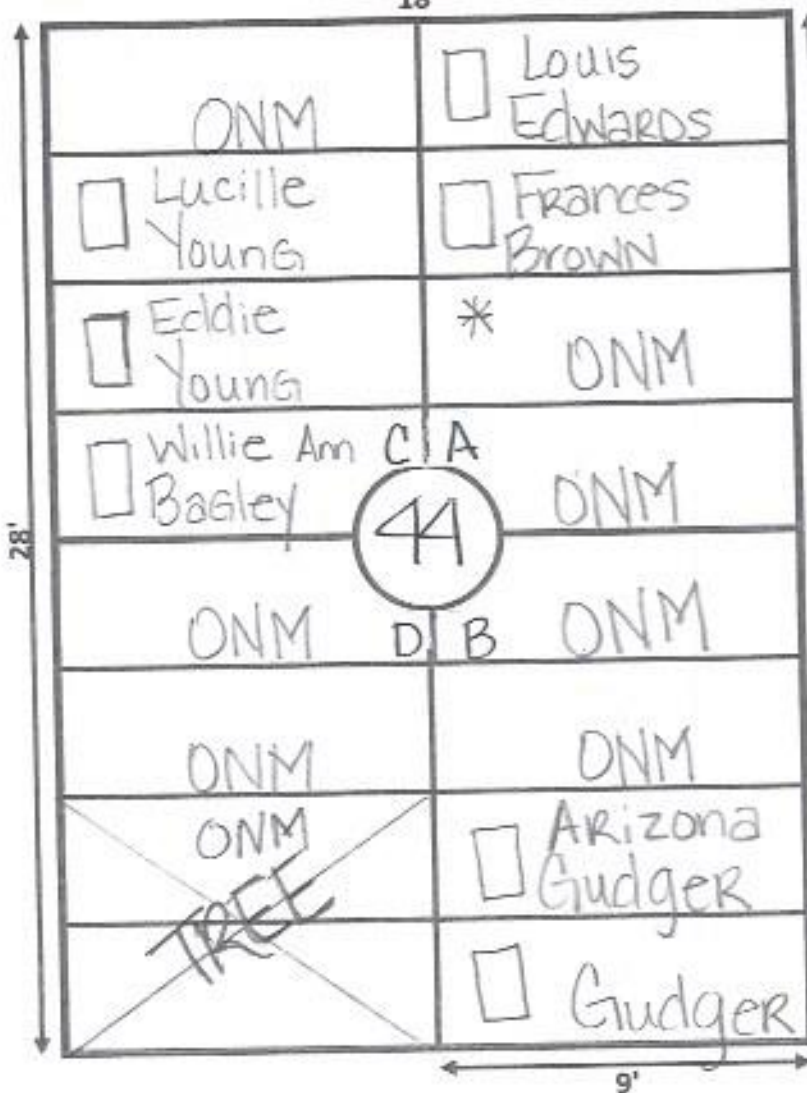 18'
ONM
Louis
Edwards
Lucille
Young
Frances
Brown
Eddie
Young
*
ONM
Willie Ann
Bagley
C A
ONM
44
28'
ONM
D B
ONM
ONM
ONM
ONM
TREE
Arizona
Gudger
Gudger
9'